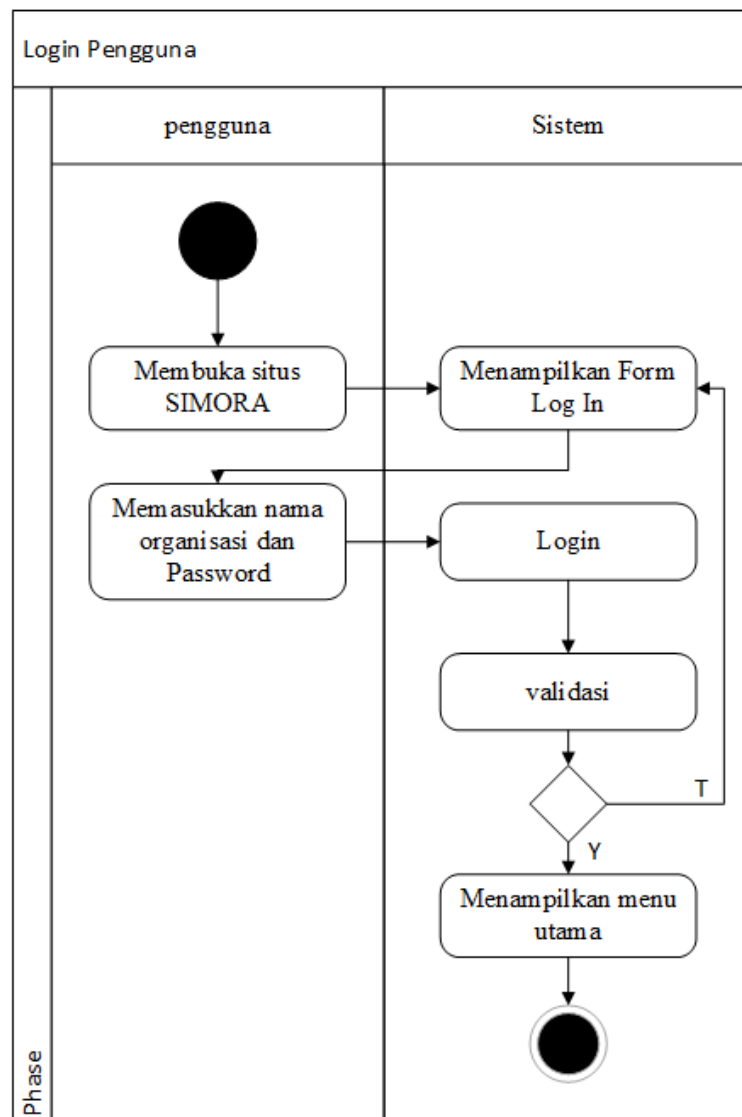 Login Pengguna
pengguna
Sistem
Membuka situs
SIMORA
Menampilkan Form
Log In
Memasukkan nama
organisasi dan
Password
Login
validasi
T
Y
Menampilkan menu
utama
Phase